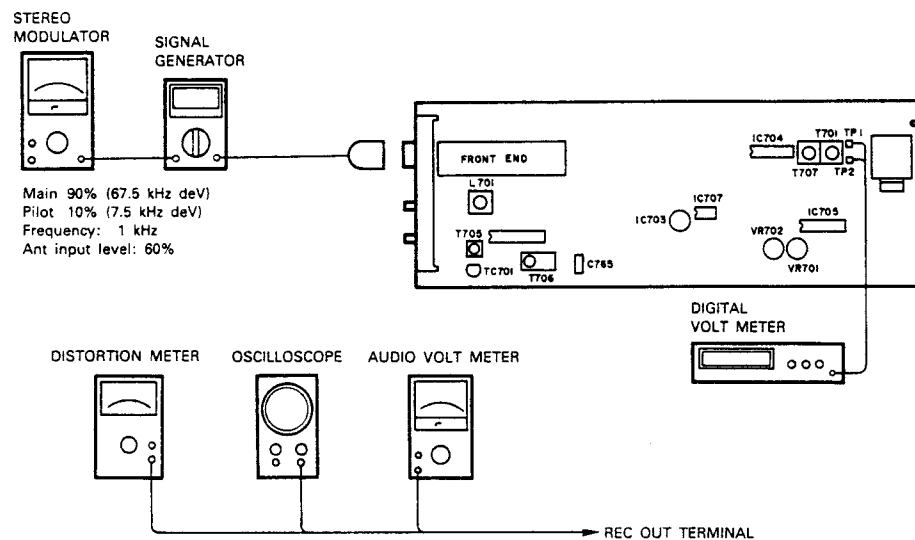 STEREO
MODULATOR
SIGNAL
GENERATOR
Main 90% (67.5 kHz deV)
Pilot 10% (7.5 kHz deV)
Frequency: 1 kHz
Ant input level: 60%
FRONT END
L701
T705
TC701
T706
C765
IC703
IC707
IC704
T701
TP1
T707
TP2
IC705
VR702
VR701
DIGITAL
VOLT METER
DISTORTION METER
OSCILLOSCOPE
AUDIO VOLT METER
REC OUT TERMINAL